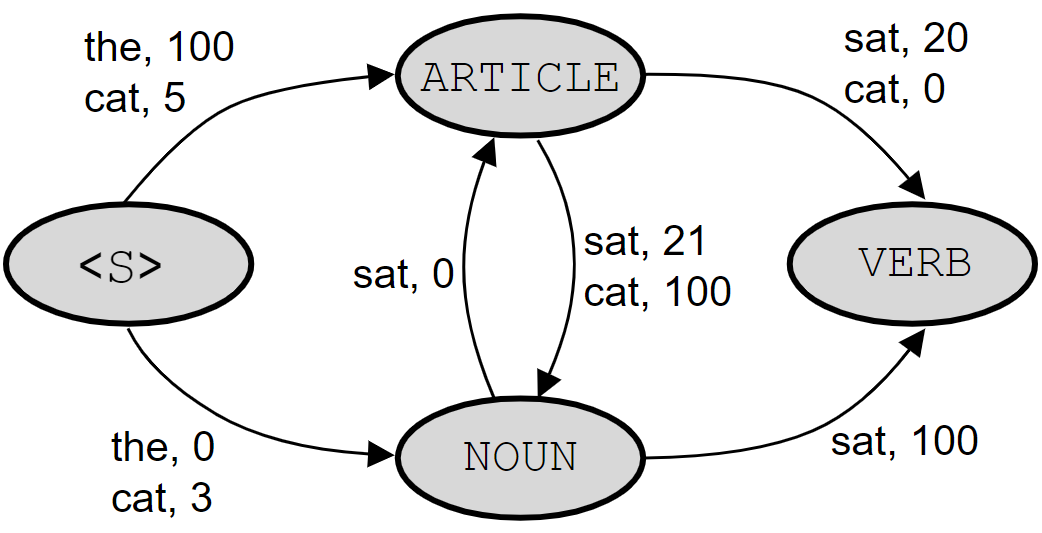 the, 100
cat, 5
ARTICLE
sat, 20
cat, 0
<S>
sat, 0
sat, 21
cat, 100
VERB
the, 0
cat, 3
NOUN
sat, 100